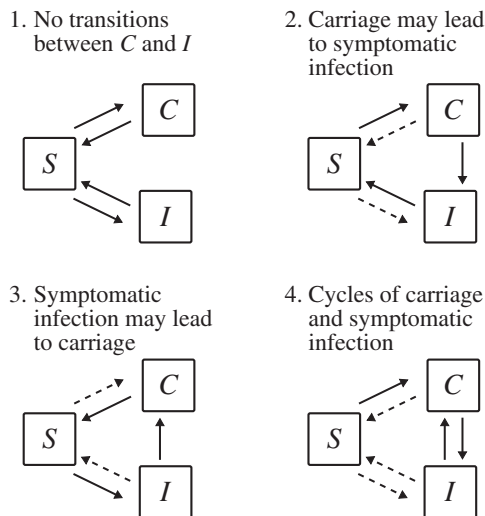 1. No transitions
between C and I
C
S
I
2. Carriage may lead
to symptomatic
infection
C
S
I
3. Symptomatic
infection may lead
to carriage
C
S
I
4. Cycles of carriage
and symptomatic
infection
C
S
I